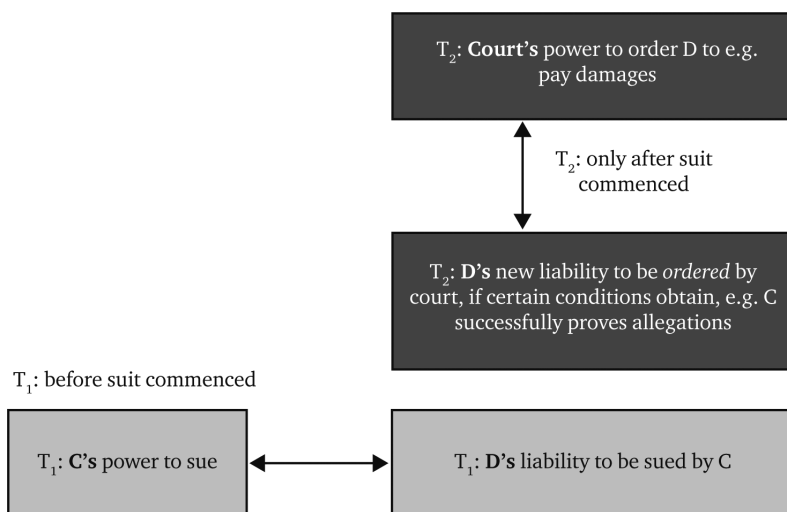 T₂: Court’s power to order D to e.g.
pay damages
T₂: only after suit
commenced
T₂: D’s new liability to be ordered by
court, if certain conditions obtain, e.g. C
successfully proves allegations
T₁: before suit commenced
T₁: C’s power to sue
T₁: D’s liability to be sued by C